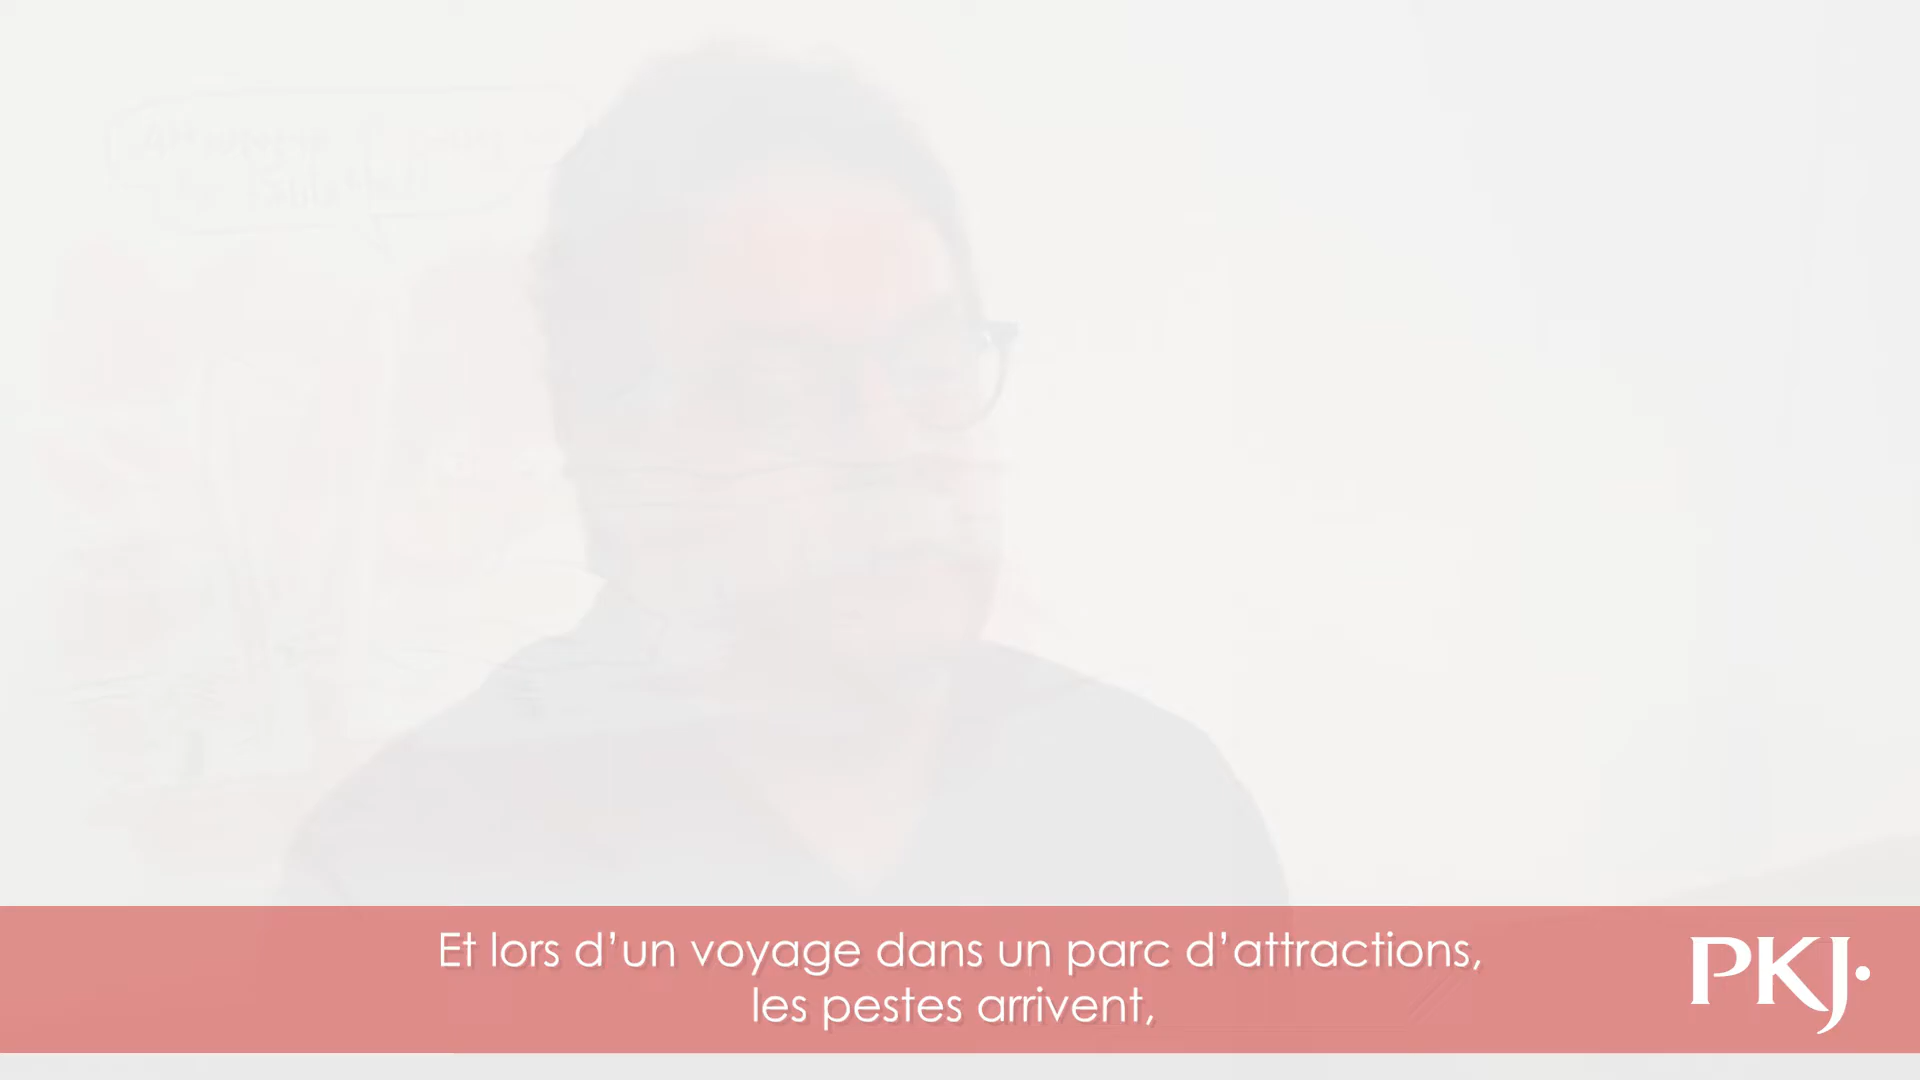 Et lors d’un voyage dans un parc d’attractions,
les pestes arrivent,
PKJ.